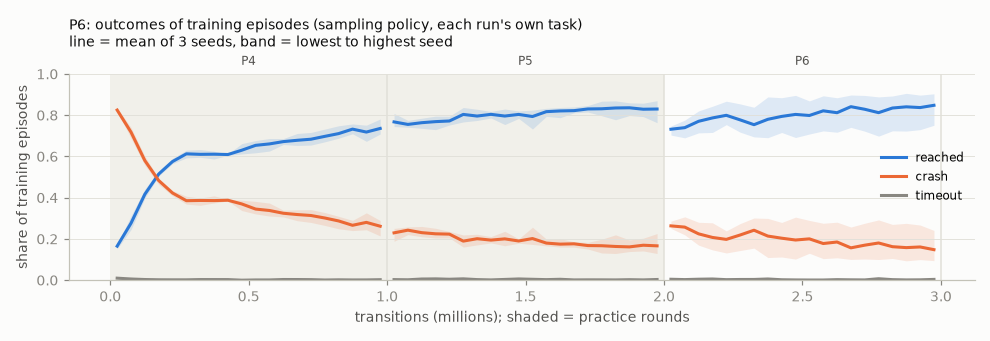 P6: outcomes of training episodes (sampling policy, each run's own task)
line = mean of 3 seeds, band = lowest to highest seed
P4 P5 P6
share of training episodes
1.0
0.8
0.6
0.4
0.2
0.0
reached
crash
timeout
0.0 0.5 1.0 1.5 2.0 2.5 3.0
transitions (millions); shaded = practice rounds